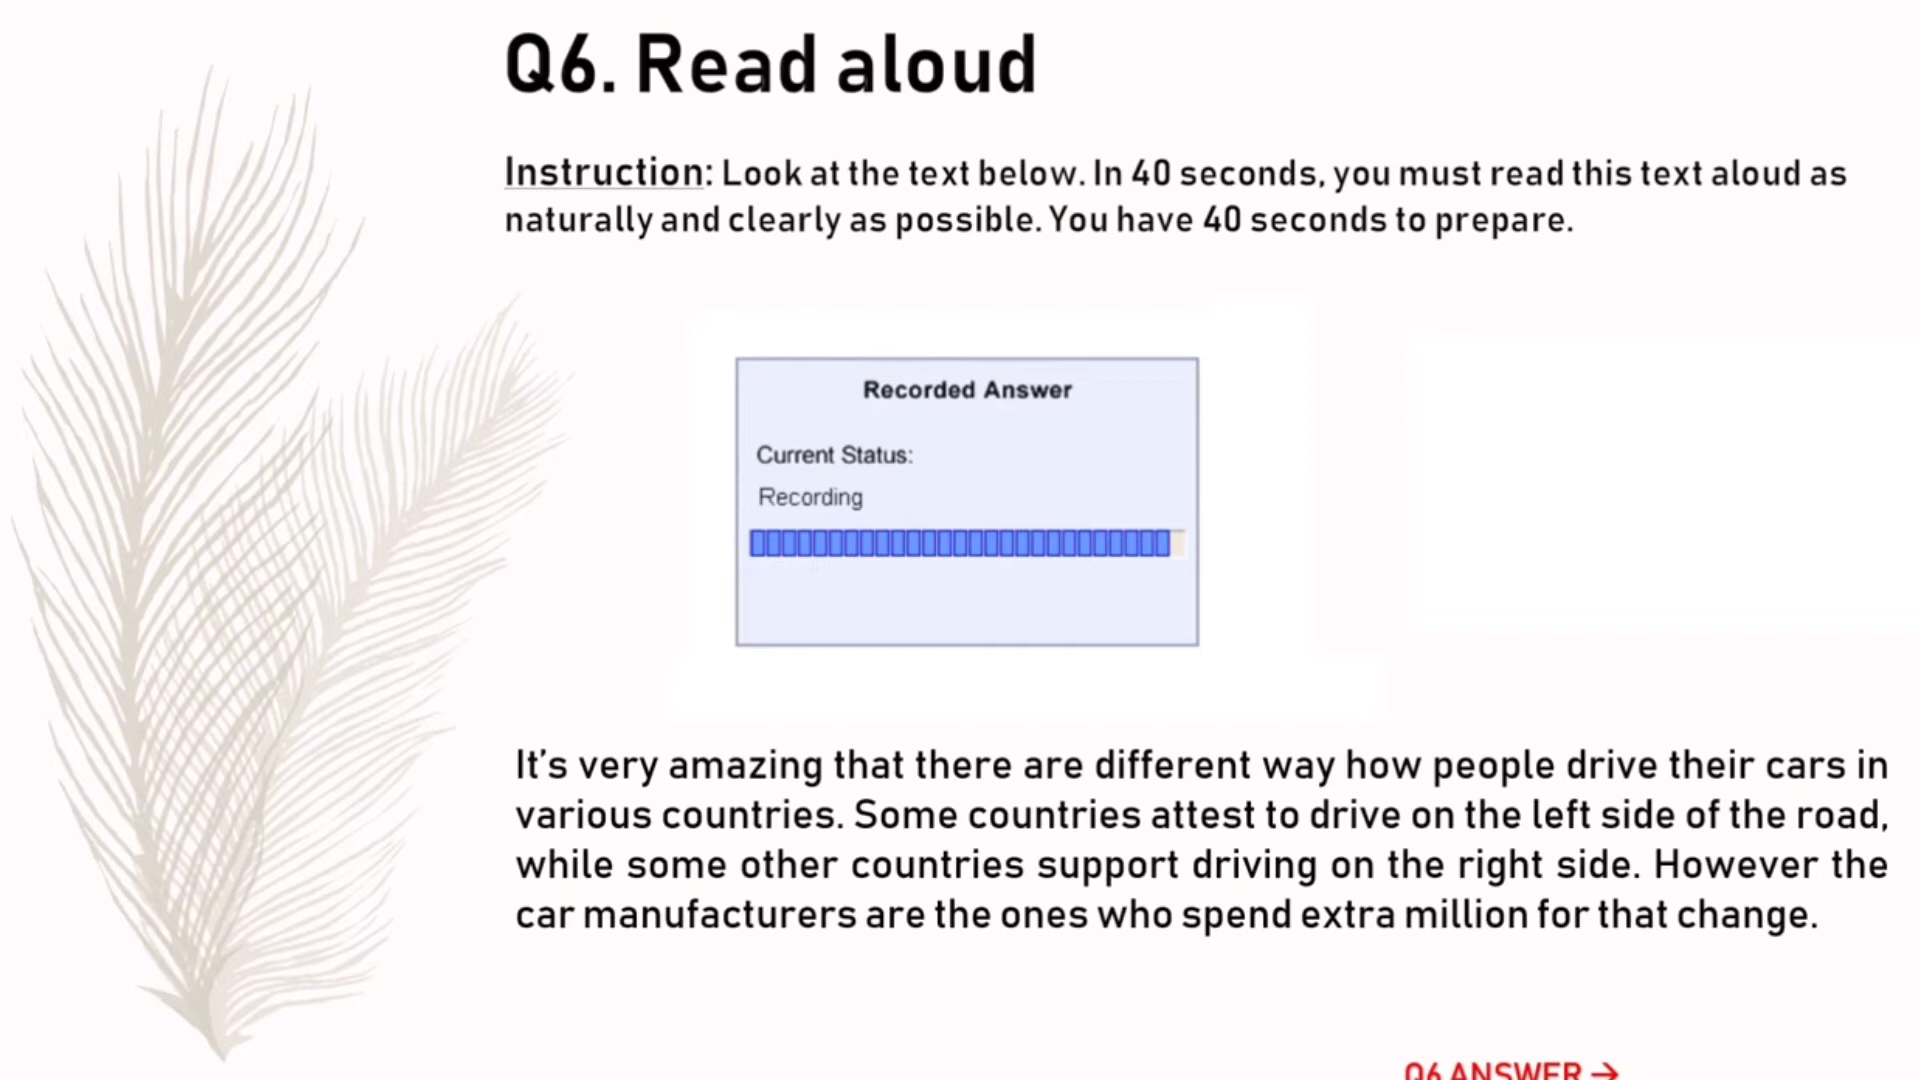 Q6. Read aloud
Instruction: Look at the text below. In 40 seconds, you must read this text aloud as
naturally and clearly as possible. You have 40 seconds to prepare.
Recorded Answer
Current Status:
Recording
It’s very amazing that there are different way how people drive their cars in
various countries. Some countries attest to drive on the left side of the road,
while some other countries support driving on the right side. However the
car manufacturers are the ones who spend extra million for that change.
Q6 ANSWER →